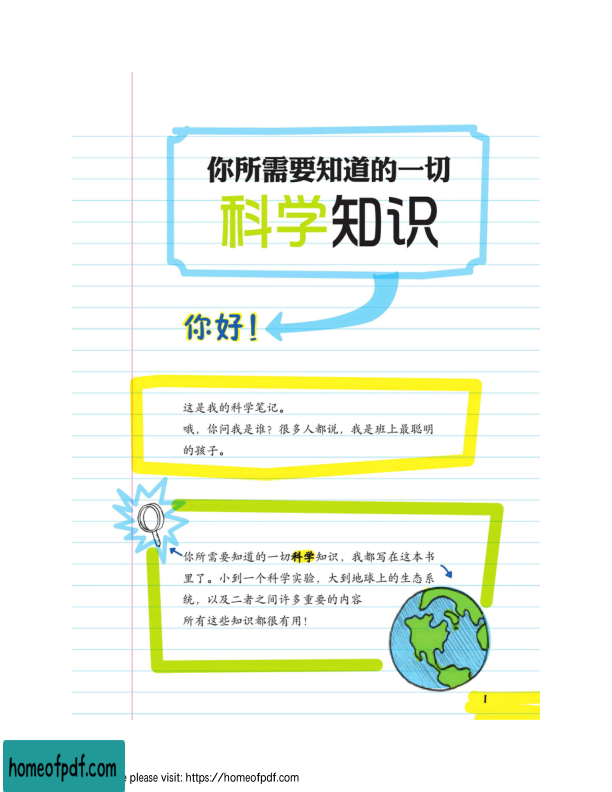 你所需要知道的一切
科学知识
你好！
这是我的科学笔记。
哦，你问我是谁？很多人都说，我是班上最聪明
的孩子。
你所需要知道的一切科学知识，我都写在这本书
里了。小到一个科学实验，大到地球上的生态系
统，以及二者之间许多重要的内容
所有这些知识都很有用！
1
homeofpdf.com
e please visit: https://homeofpdf.com